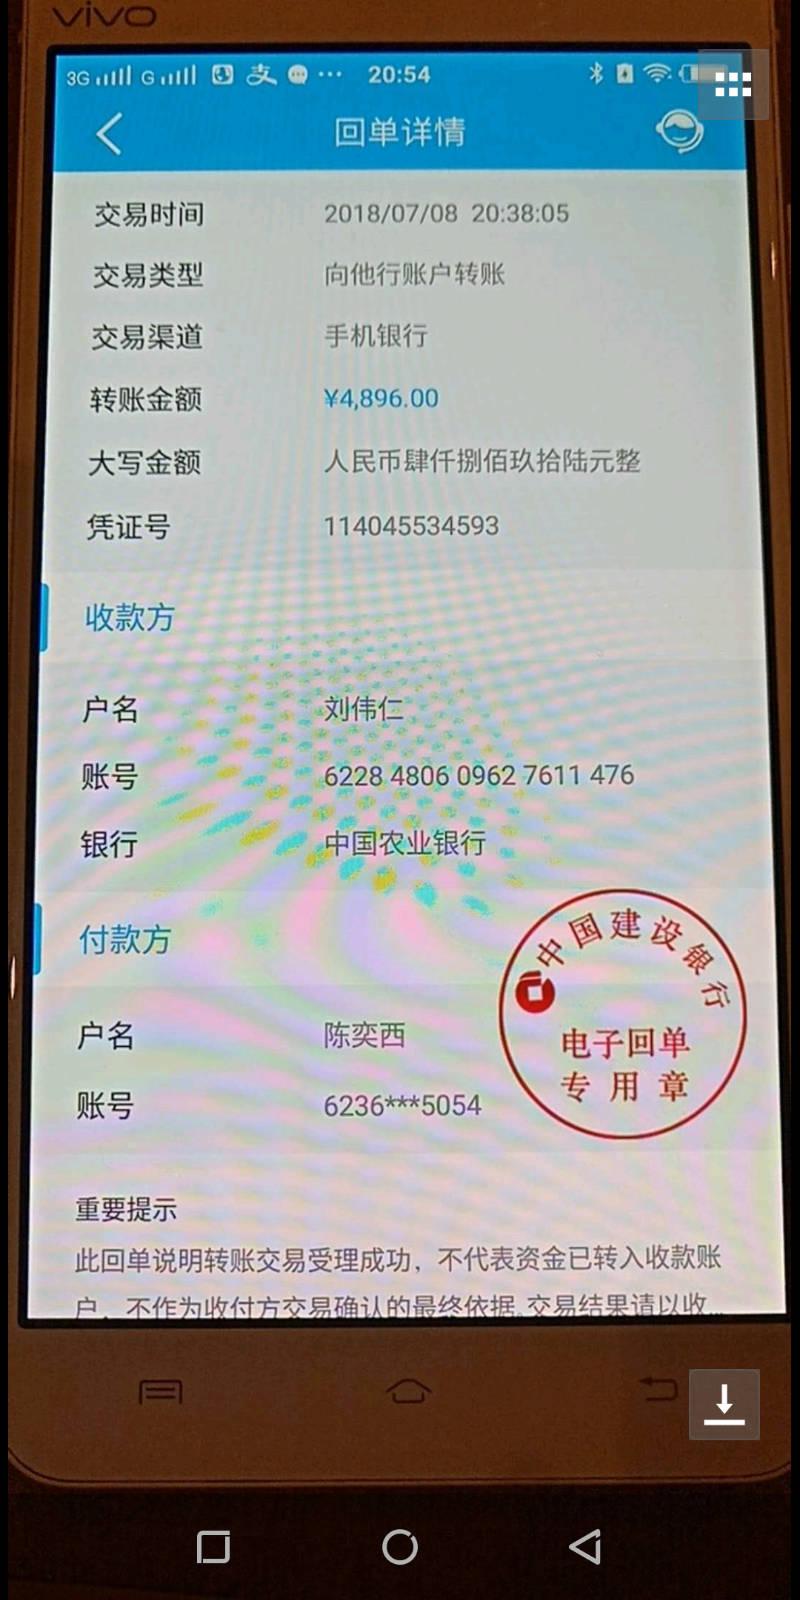 vivo
3G G 支 20:54
回单详情
交易时间 2018/07/08 20:38:05
交易类型 向他行账户转账
交易渠道 手机银行
转账金额 ¥4,896.00
大写金额 人民币肆仟捌佰玖拾陆元整
凭证号 114045534593
收款方
户名 刘伟仁
账号 6228 4806 0962 7611 476
银行 中国农业银行
付款方
户名 陈奕西
账号 6236***5054
中国建设银行
电子回单
专用章
重要提示
此回单说明转账交易受理成功，不代表资金已转入收款账
户，不作为收付方交易确认的最终依据,交易结果请以收...